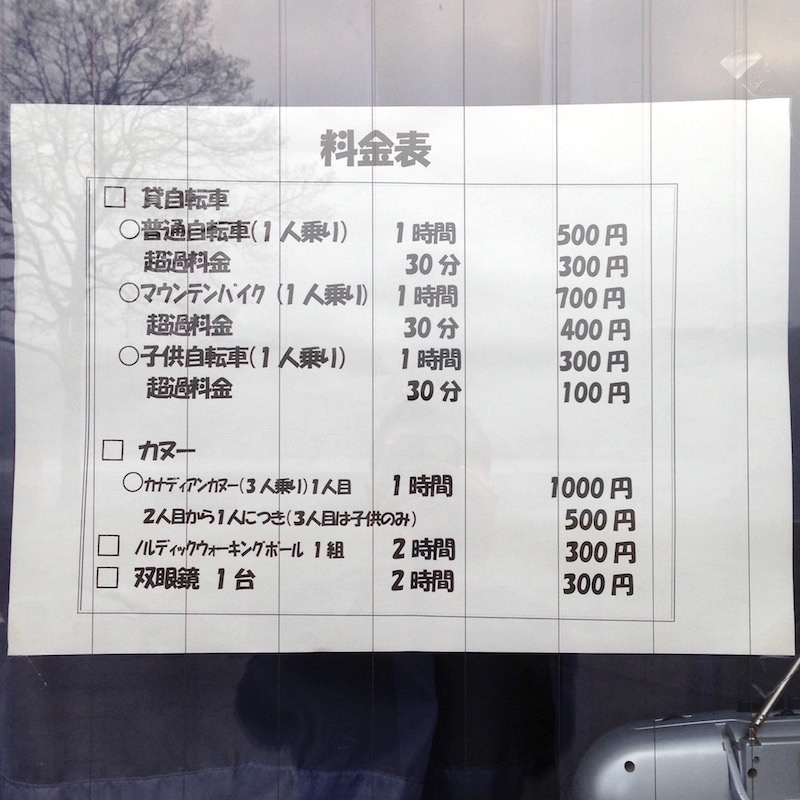 料金表
□ 貸自転車
○普通自転車(1人乗り) 1時間 500円
超過料金 30分 300円
○マウンテンバイク (1人乗り) 1時間 700円
超過料金 30分 400円
○子供自転車(1人乗り) 1時間 300円
超過料金 30分 100円
□ カヌー
○カナディアンカヌー(3人乗り)1人目 1時間 1000円
2人目から1人につき(3人目は子供のみ) 500円
□ ノルディックウォーキングポール 1組 2時間 300円
□ 双眼鏡 1台 2時間 300円